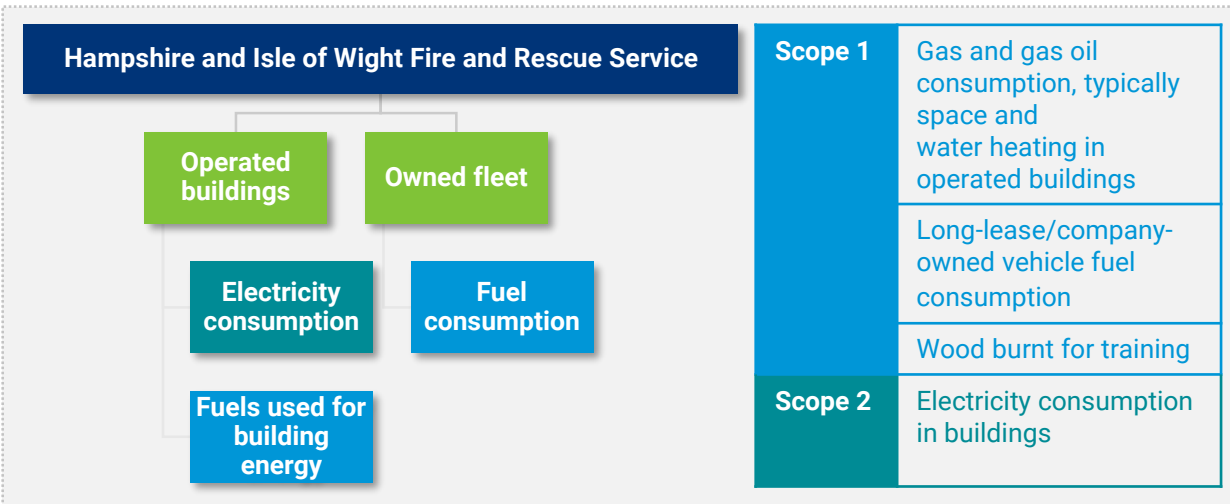 Hampshire and Isle of Wight Fire and Rescue Service
Operated
buildings
Owned fleet
Electricity
consumption
Fuel
consumption
Fuels used for
building
energy
Scope 1
Gas and gas oil
consumption, typically
space and
water heating in
operated buildings
Long-lease/company-
owned vehicle fuel
consumption
Wood burnt for training
Scope 2
Electricity consumption
in buildings